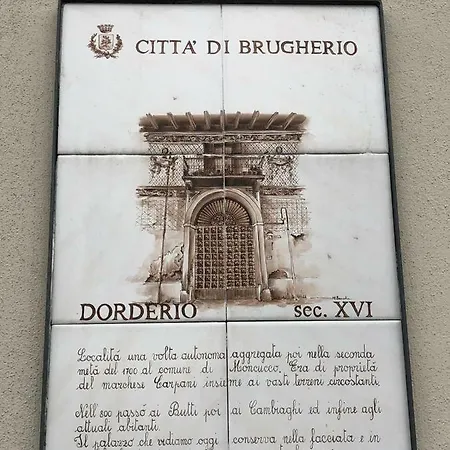 CITTA' DI BRUGHERIO
DORDERIO sec. XVI
Località una volta autonoma aggregata poi nella seconda
metà del 1700 al comune di Moncucco. Era di proprietà
del marchese Carpani insieme ai vasti terreni circostanti.
Nell'800 passò ai Butti poi ai Cambiaghi ed infine agli
attuali abitanti.
Il palazzo che vediamo oggi conserva nella facciata e in